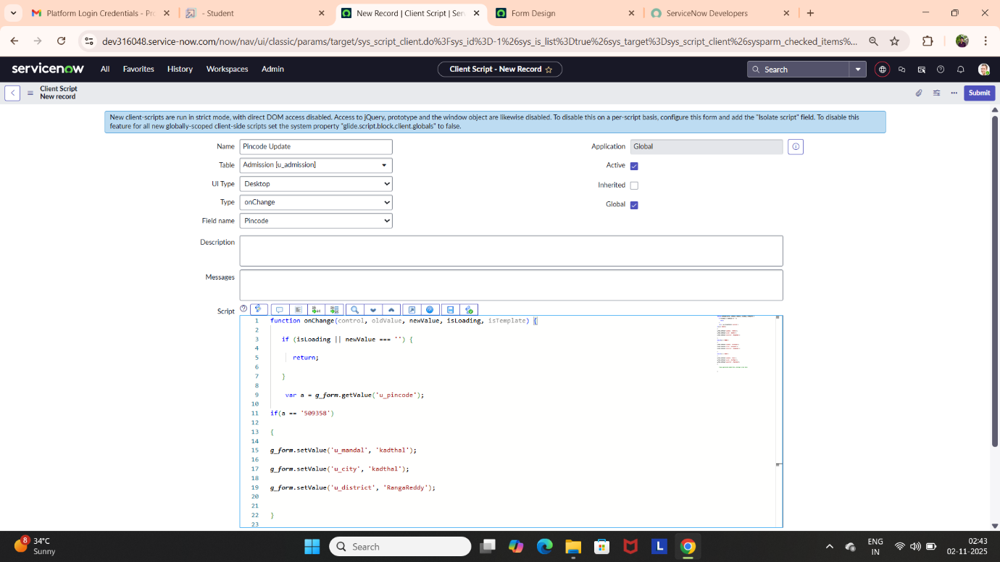 Platform Login Credentials - Pro
- Student
New Record | Client Script | Serv
Form Design
ServiceNow Developers
dev316048.service-now.com/now/nav/ui/classic/params/target/sys_script_client.do%3Fsys_id%3D-1%26sys_is_list%3Dtrue%26sys_target%3Dsys_script_client%26sysparm_checked_items%...
servicenow
All
Favorites
History
Workspaces
Admin
Client Script - New Record
Search
Client Script
New record
Submit
New client-scripts are run in strict mode, with direct DOM access disabled. Access to jQuery, prototype and the window object are likewise disabled. To disable this on a per-script basis, configure this form and add the "Isolate script" field. To disable this
feature for all new globally-scoped client-side scripts set the system property "glide.script.block.client.globals" to false.
Name
Pincode Update
Application
Global
Table
Admission [u_admission]
Active
UI Type
Desktop
Inherited
Type
onChange
Global
Field name
Pincode
Description
Messages
Script
1 function onChange(control, oldValue, newValue, isLoading, isTemplate) {
2
3 if (isLoading || newValue === '') {
4
5 return;
6
7 }
8
9 var a = g_form.getValue('u_pincode');
10
11 if(a == '509358')
12
13 {
14
15 g_form.setValue('u_mandal', 'kadthal');
16
17 g_form.setValue('u_city', 'kadthal');
18
19 g_form.setValue('u_district', 'RangaReddy');
20
21
22 }
23
8
34°C
Sunny
Search
L
ENG
IN
02:43
02-11-2025